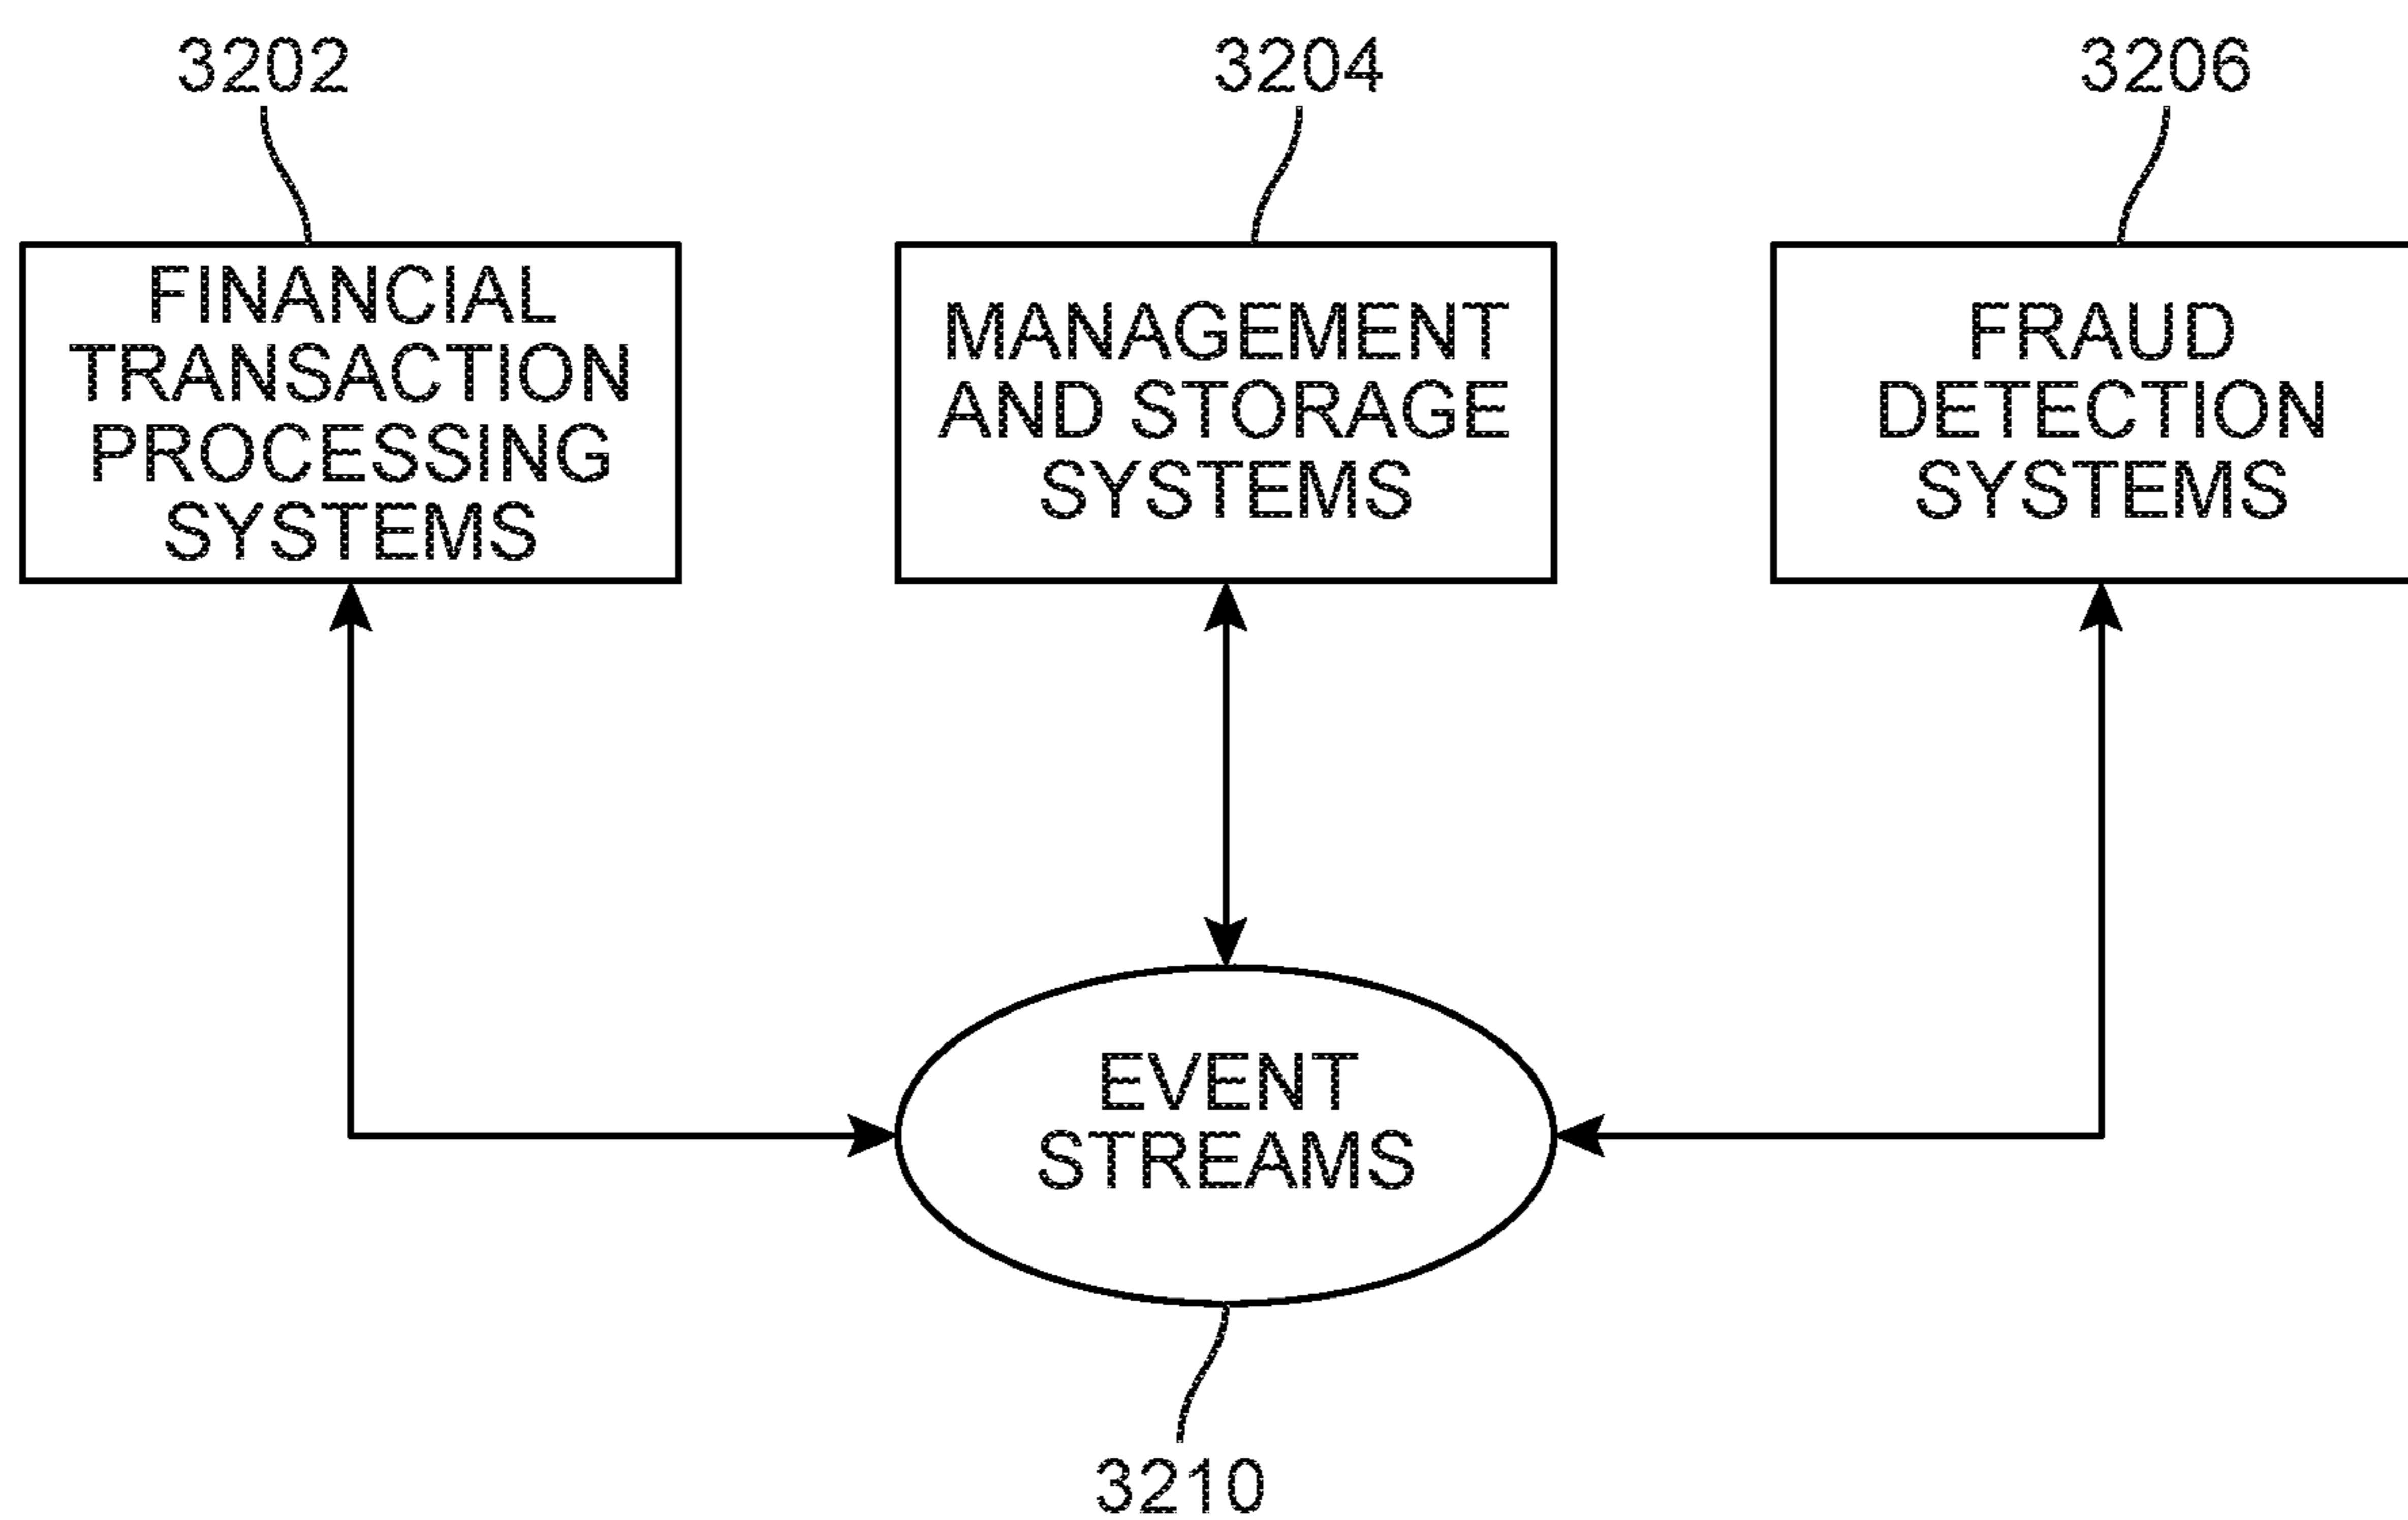 3202
3204
3206
FINANCIAL
TRANSACTION
PROCESSING
SYSTEMS
MANAGEMENT
AND STORAGE
SYSTEMS
FRAUD
DETECTION
SYSTEMS
EVENT
STREAMS
3210